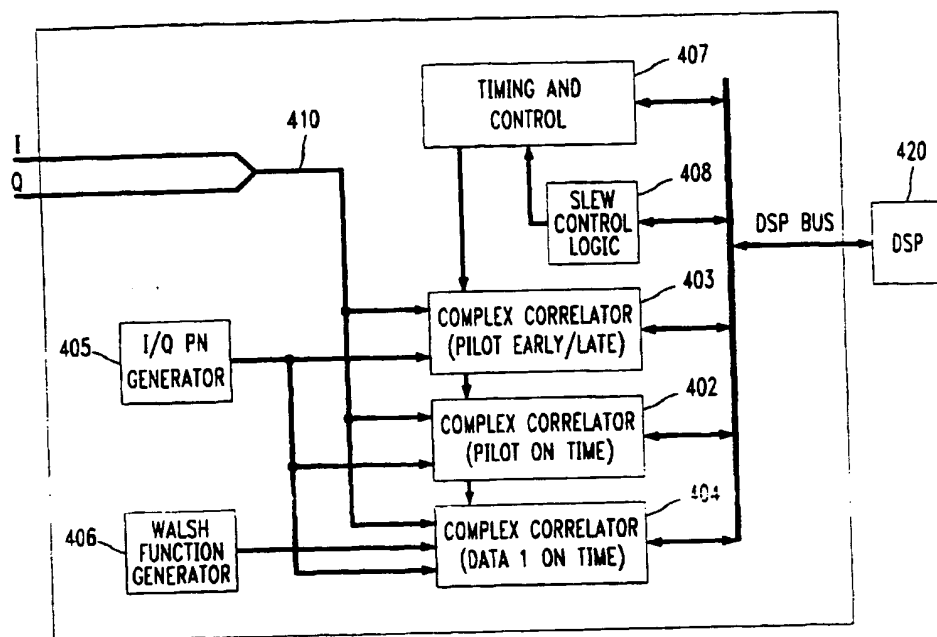 407
TIMING AND
CONTROL
I
410
Q
408
420
SLEW
CONTROL
LOGIC
DSP BUS
DSP
403
COMPLEX CORRELATOR
(PILOT EARLY/LATE)
405
I/Q PN
GENERATOR
402
COMPLEX CORRELATOR
(PILOT ON TIME)
404
406
WALSH
FUNCTION
GENERATOR
COMPLEX CORRELATOR
(DATA 1 ON TIME)